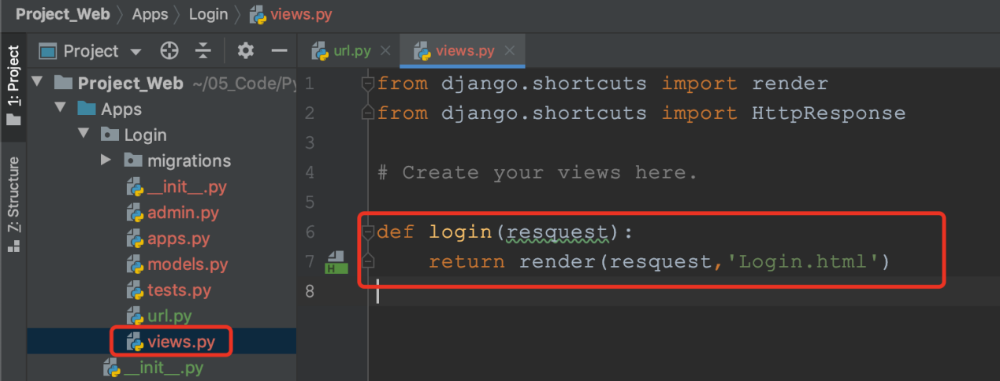 Project_Web Apps Login views.py
1: Project
Z: Structure
Project
Project_Web ~/05_Code/Py
Apps
Login
migrations
__init__.py
admin.py
apps.py
models.py
tests.py
url.py
views.py
__init__.py
url.py views.py
1 from django.shortcuts import render
2 from django.shortcuts import HttpResponse
3
4 # Create your views here.
5
6 def login(resquest):
7 return render(resquest,'Login.html')
8
H